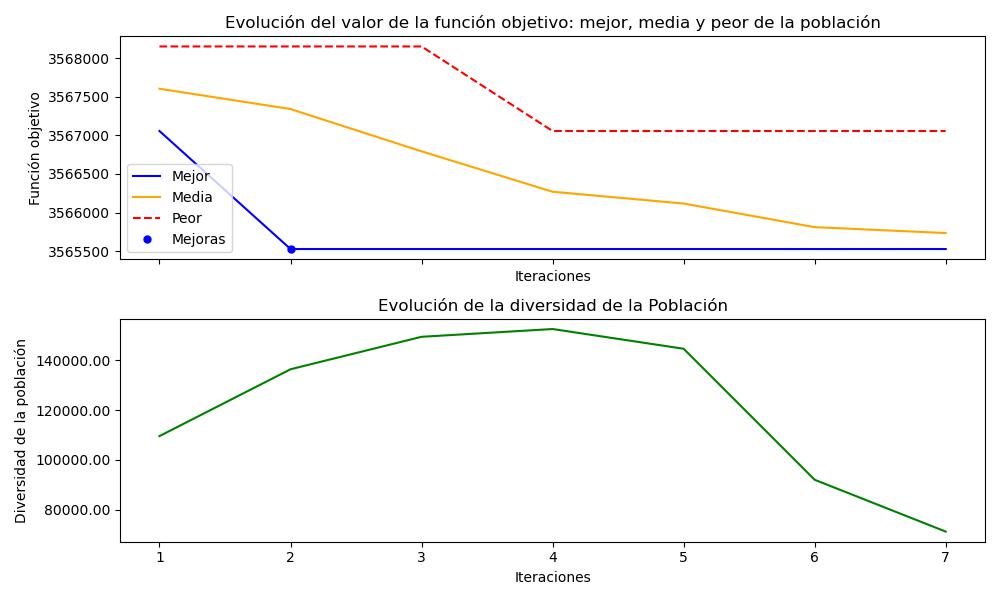 Evolución del valor de la función objetivo: mejor, media y peor de la población
Función objetivo
3568000
3567500
3567000
3566500
3566000
3565500
Mejor
Media
Peor
Mejoras
Iteraciones
Evolución de la diversidad de la Población
Diversidad de la población
140000.00
120000.00
100000.00
80000.00
1 2 3 4 5 6 7
Iteraciones